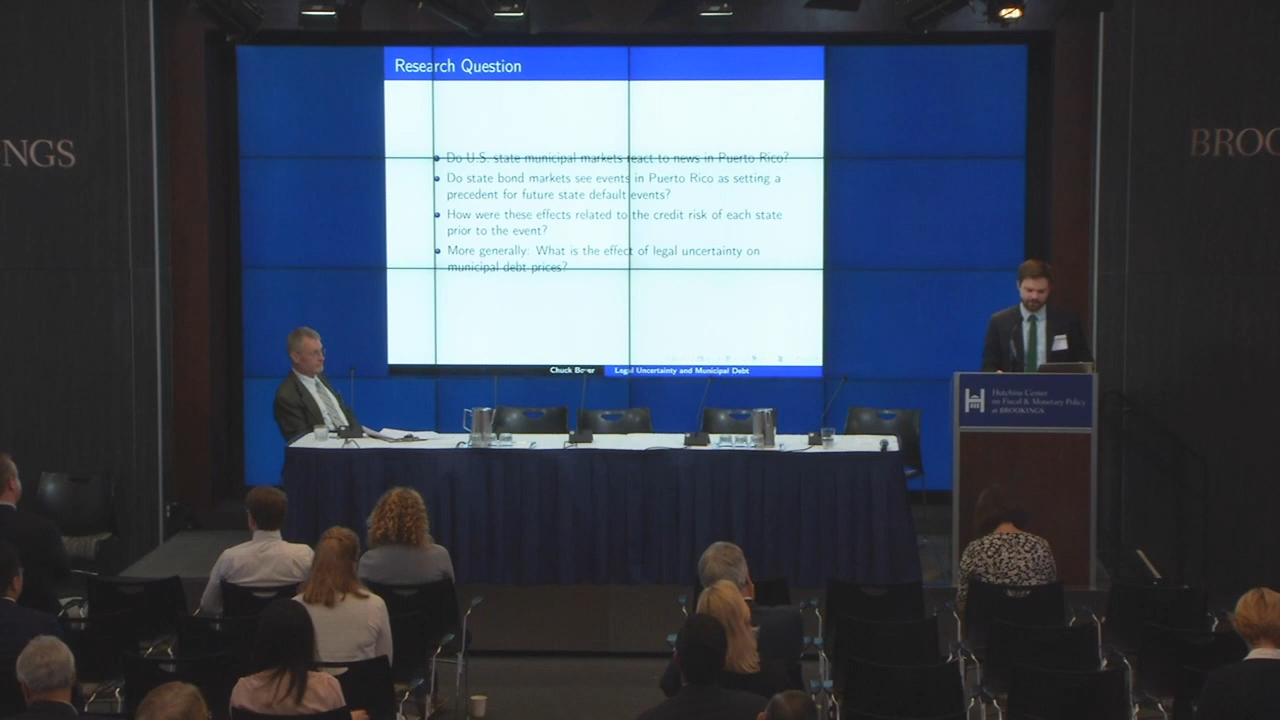 Research Question
NGS
BROO
Do U.S. state municipal markets react to news in Puerto Rico?
Do state bond markets see events in Puerto Rico as setting a
precedent for future state default events?
How were these effects related to the credit risk of each state
prior to the event?
More generally: What is the effect of legal uncertainty on
municipal debt prices?
Chuck Boyer Legal Uncertainty and Municipal Debt
Hutchins Center
on Fiscal & Monetary Policy
at BROOKINGS